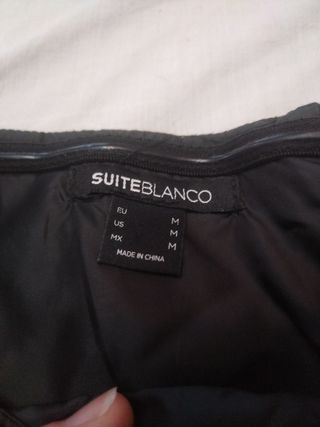 SUITEBLANCO
EU M
US M
MX M
MADE IN CHINA